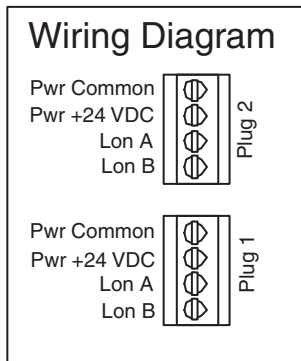 Wiring Diagram
Pwr Common
Pwr +24 VDC
Lon A
Lon B
Plug 2
Pwr Common
Pwr +24 VDC
Lon A
Lon B
Plug 1